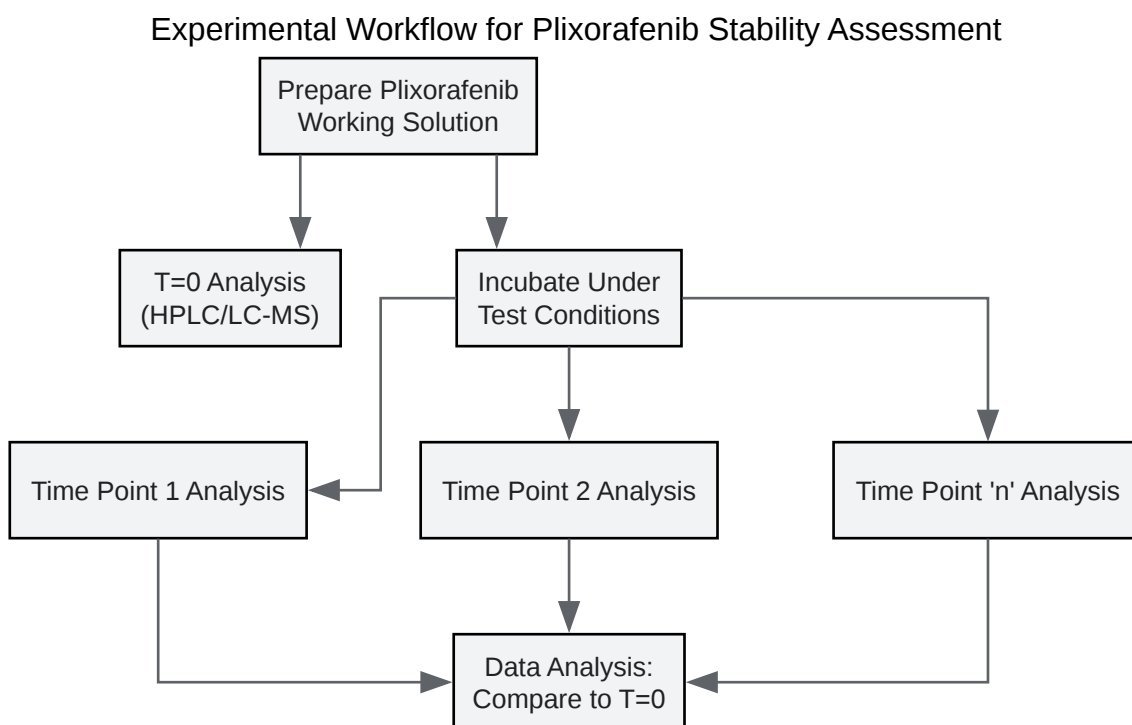 Experimental Workflow for Plixorafenib Stability Assessment
Prepare Plixorafenib
Working Solution
T=0 Analysis
(HPLC/LC-MS)
Incubate Under
Test Conditions
Time Point 1 Analysis
Time Point 2 Analysis
Time Point 'n' Analysis
Data Analysis:
Compare to T=0